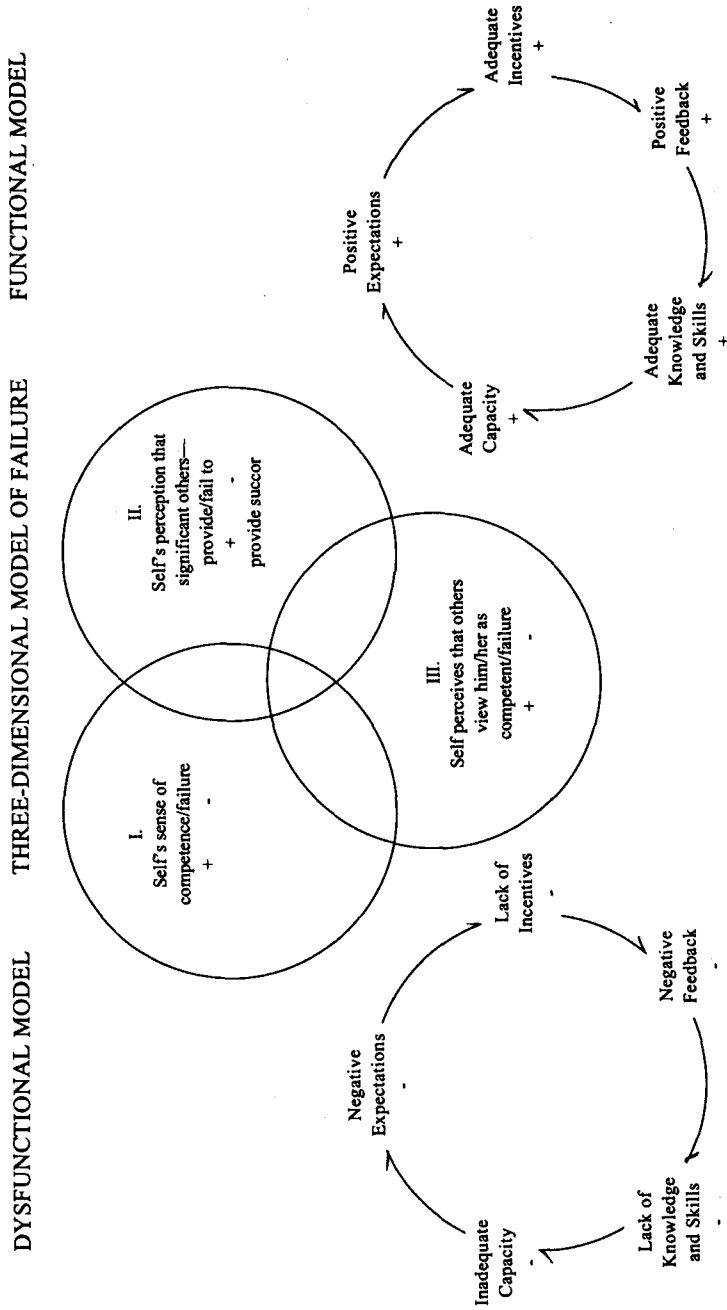 DYSFUNCTIONAL MODEL
THREE-DIMENSIONAL MODEL OF FAILURE
FUNCTIONAL MODEL
Negative
Expectations
-
Lack of
Incentives
-
Negative
Feedback
-
Lack of
Knowledge
and Skills
-
Inadequate
Capacity
-
I.
Self's sense of
competence/failure
+ -
II.
Self's perception that
significant others—
provide/fail to
+ -
provide succor
III.
Self perceives that others
view him/her as
competent/failure
+ -
Positive
Expectations
+
Adequate
Incentives
+
Positive
Feedback
+
Adequate
Knowledge
and Skills
+
Adequate
Capacity
+